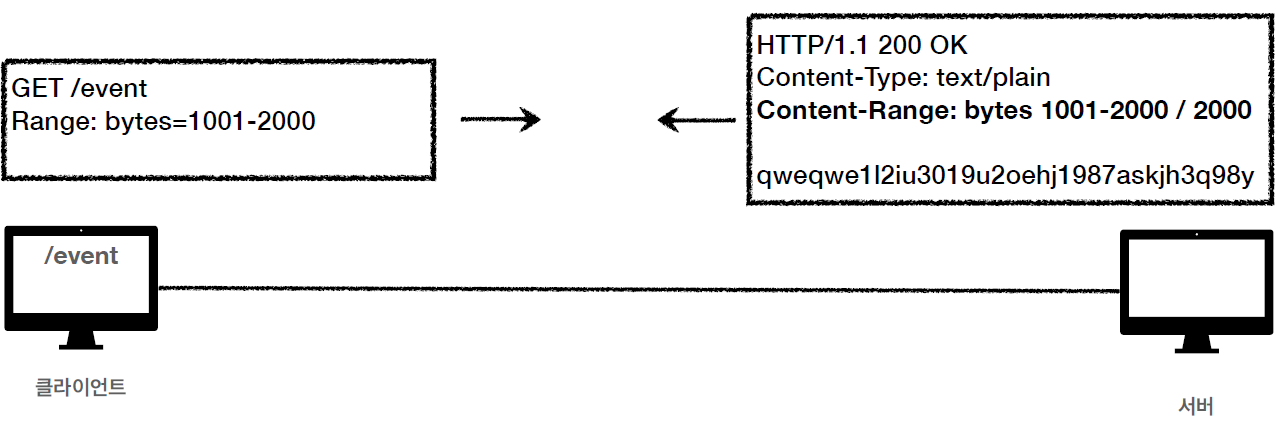 GET /event
Range: bytes=1001-2000
HTTP/1.1 200 OK
Content-Type: text/plain
Content-Range: bytes 1001-2000 / 2000
qweqwe1l2iu3019u2oehj1987askjh3q98y
/event
클라이언트
서버